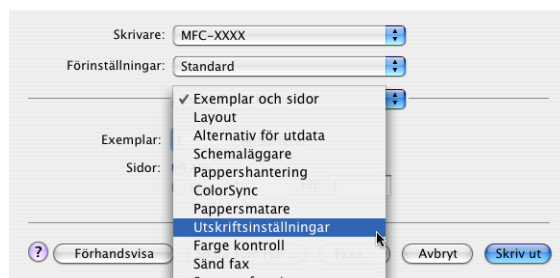 Skrivare: MFC-XXXX
Förinställningar: Standard
✓ Exemplar och sidor
Layout
Alternativ för utdata
Schemaläggare
Pappershantering
ColorSync
Pappersmatare
Utskriftsinställningar
Farge kontroll
Sänd fax
Exemplar:
Sidor:
? Förhandsvisa
Avbryt
Skriv ut